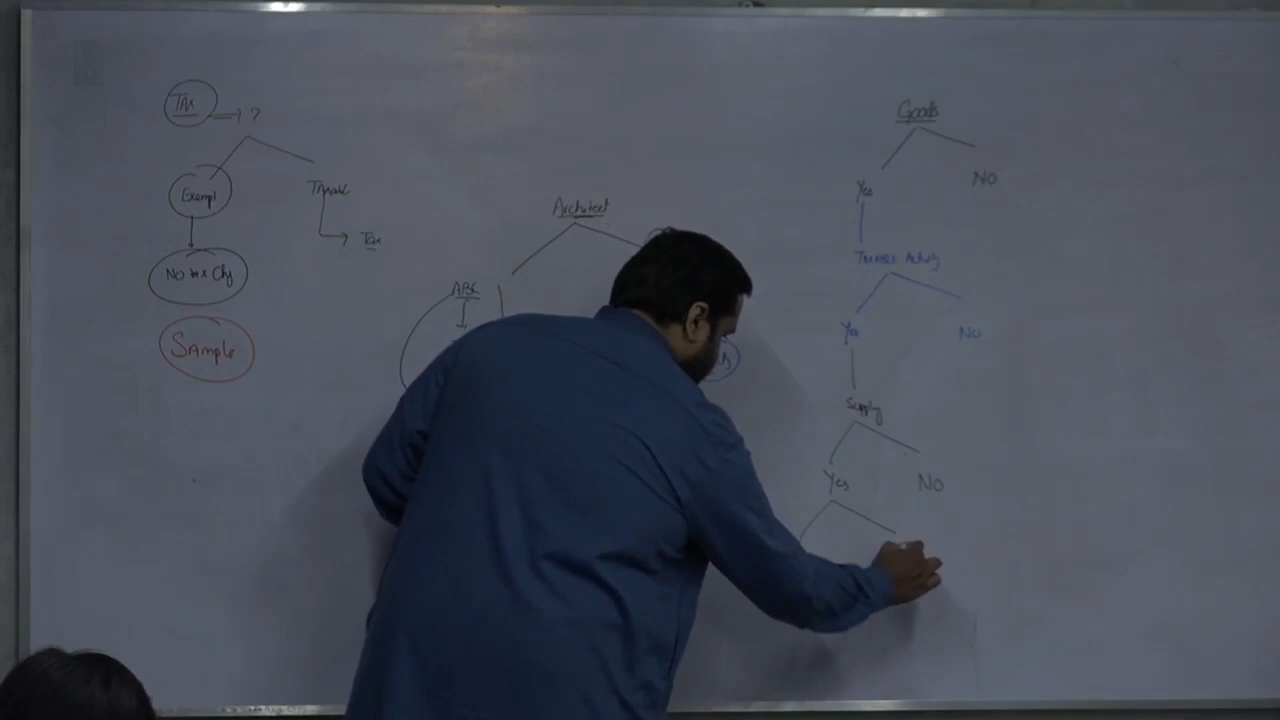 TAX → ?
Exempt
Taxable
Tax
No tax Chg
SAmple
Architect
ABC
Goods
Yes
NO
TAXABLE Activity
Yes
NO
Supply
Yes
NO